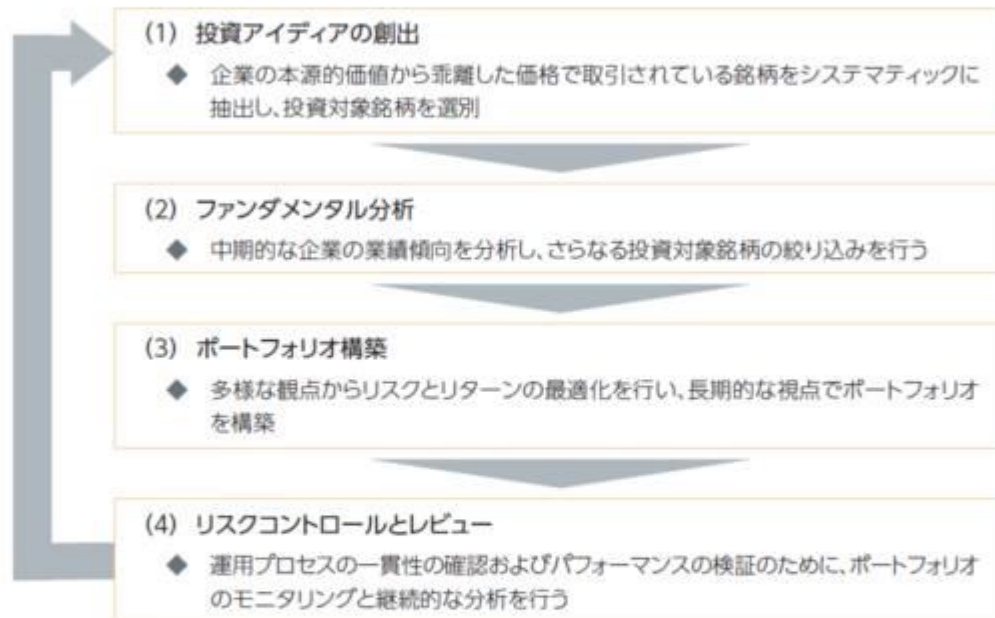 (1) 投資アイディアの創出
◆ 企業の本源的価値から乖離した価格で取引されている銘柄をシステマティックに
抽出し、投資対象銘柄を選別
(2) ファンダメンタル分析
◆ 中期的な企業の業績傾向を分析し、さらなる投資対象銘柄の絞り込みを行う
(3) ポートフォリオ構築
◆ 多様な観点からリスクとリターンの最適化を行い、長期的な視点でポートフォリオ
を構築
(4) リスクコントロールとレビュー
◆ 運用プロセスの一貫性の確認およびパフォーマンスの検証のために、ポートフォリオ
のモニタリングと継続的な分析を行う